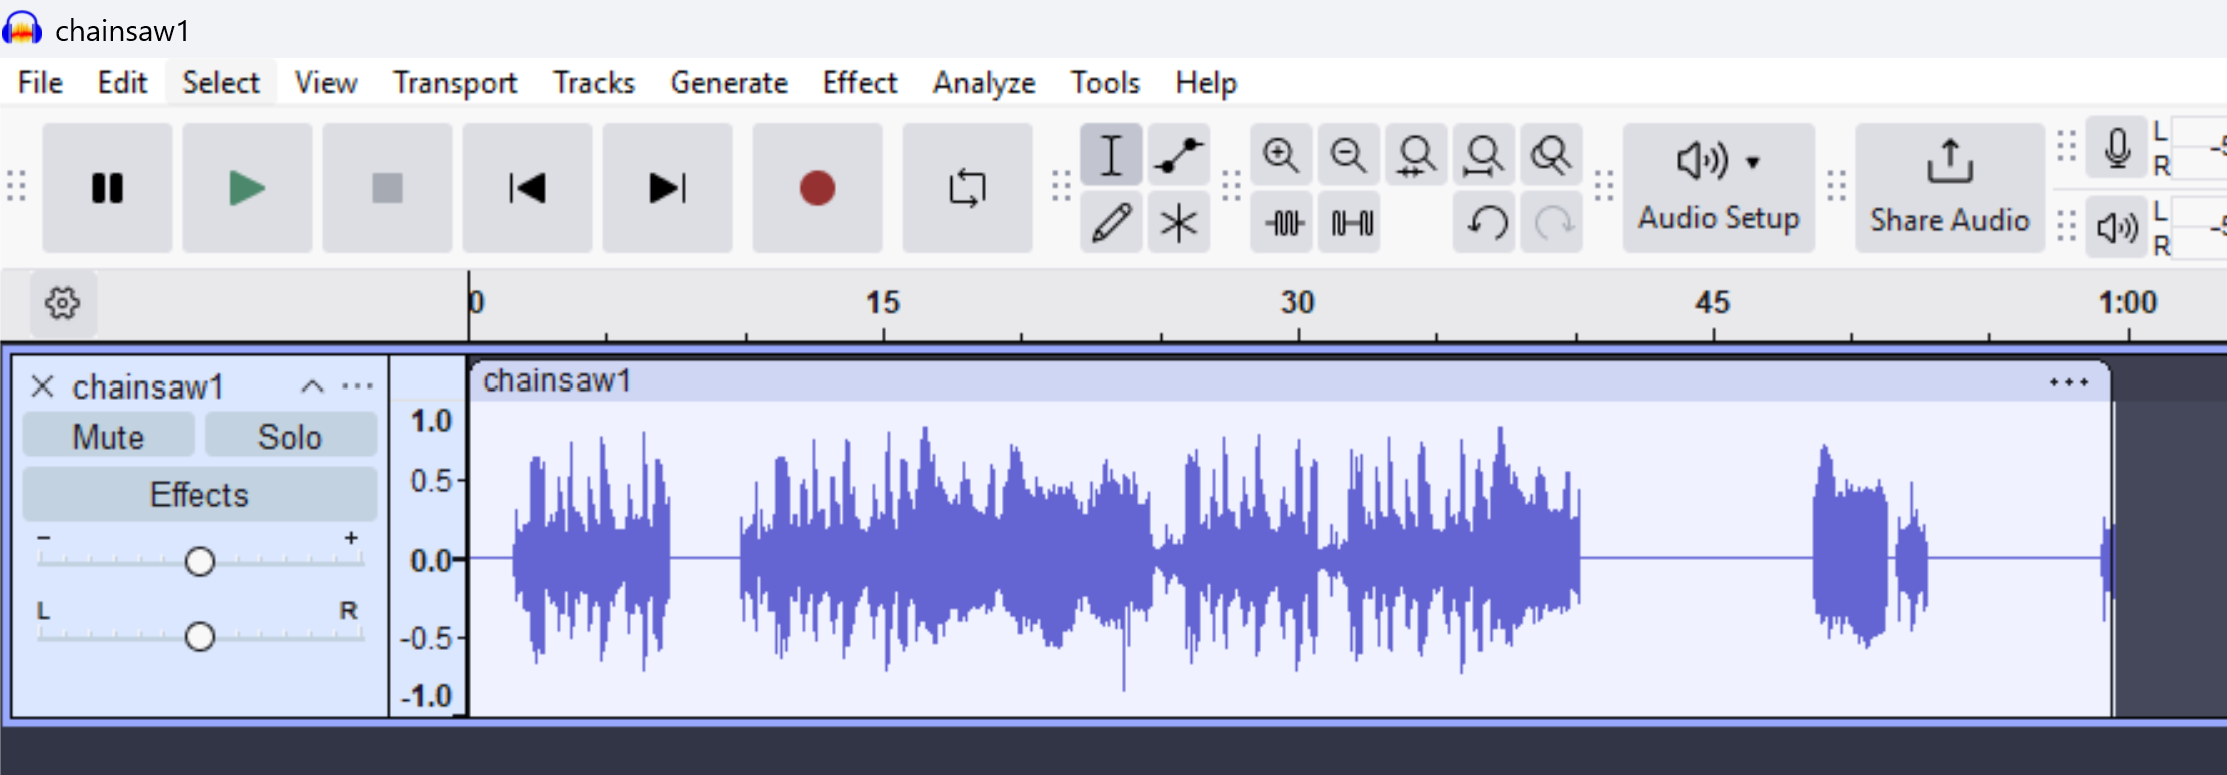 chainsaw1
File Edit Select View Transport Tracks Generate Effect Analyze Tools Help
Audio Setup
Share Audio
L
R
L
R
0 15 30 45 1:00
chainsaw1
Mute Solo
Effects
- +
L R
1.0
0.5
0.0
-0.5
-1.0
chainsaw1